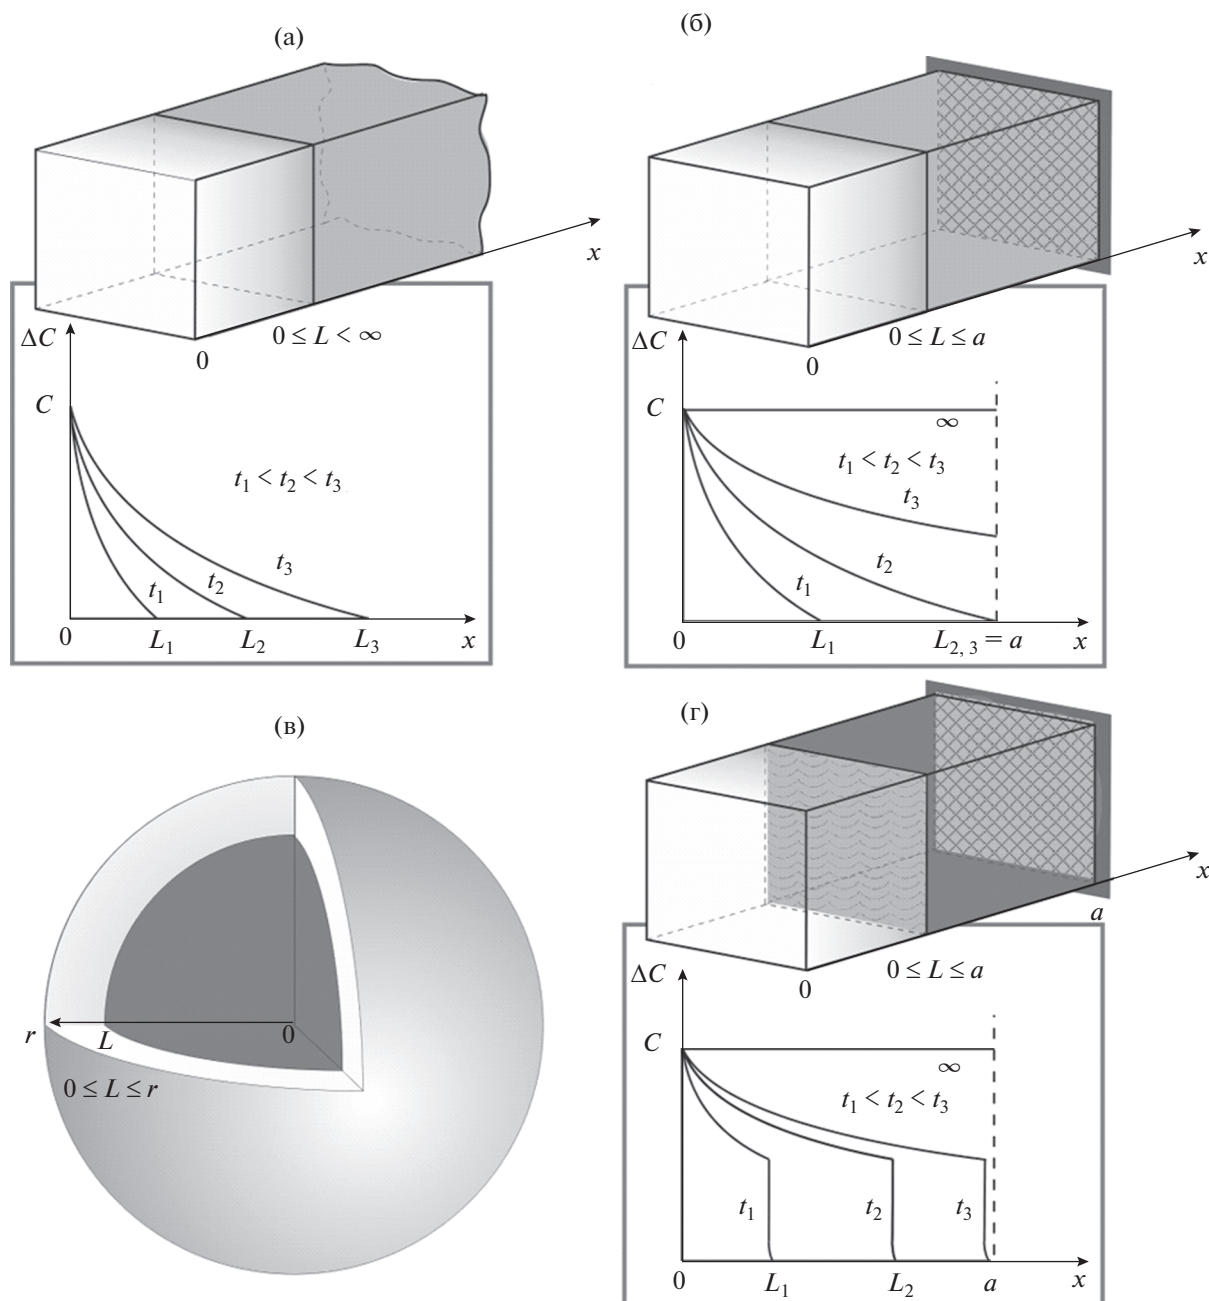 (а)
x
0 ≤ L < ∞
0
ΔC
C
t₁ < t₂ < t₃
t₁
t₂
t₃
0
L₁
L₂
L₃
x
(б)
x
0 ≤ L ≤ a
0
ΔC
C
∞
t₁ < t₂ < t₃
t₃
t₂
t₁
0
L₁
L₂, ₃ = a
x
(в)
r
L
0
0 ≤ L ≤ r
(г)
x
a
0 ≤ L ≤ a
0
ΔC
C
∞
t₁ < t₂ < t₃
t₁
t₂
t₃
0
L₁
L₂
a
x